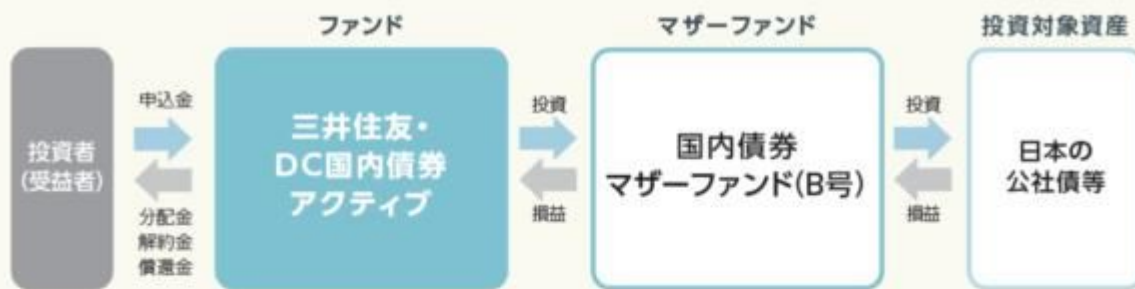 ファンド
マザーファンド
投資対象資産
投資者
(受益者)
申込金
分配金
解約金
償還金
三井住友・
DC国内債券
アクティブ
投資
損益
国内債券
マザーファンド(B号)
投資
損益
日本の
公社債等